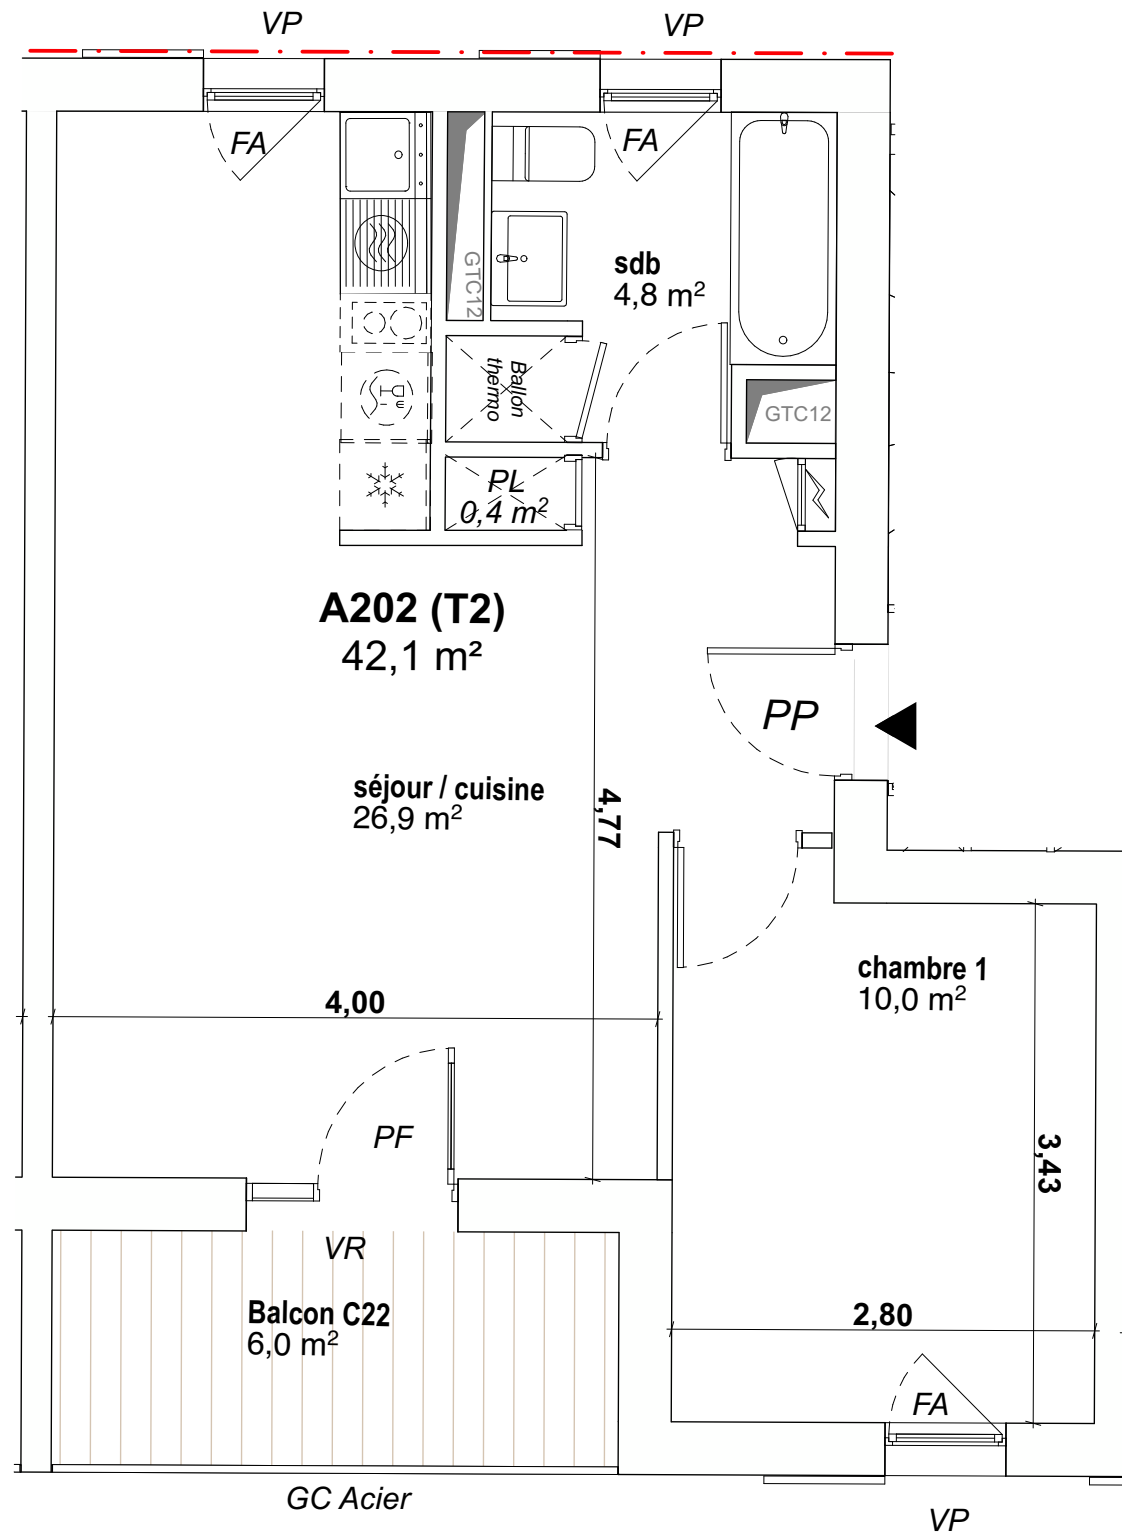 VP
VP
FA
FA
GTC12
sdb
4,8 m²
Ballon
thermo
GTC12
PL
0,4 m²
A202 (T2)
42,1 m²
PP
séjour / cuisine
26,9 m²
4,77
chambre 1
10,0 m²
4,00
PF
3,43
VR
Balcon C22
6,0 m²
2,80
FA
GC Acier
VP